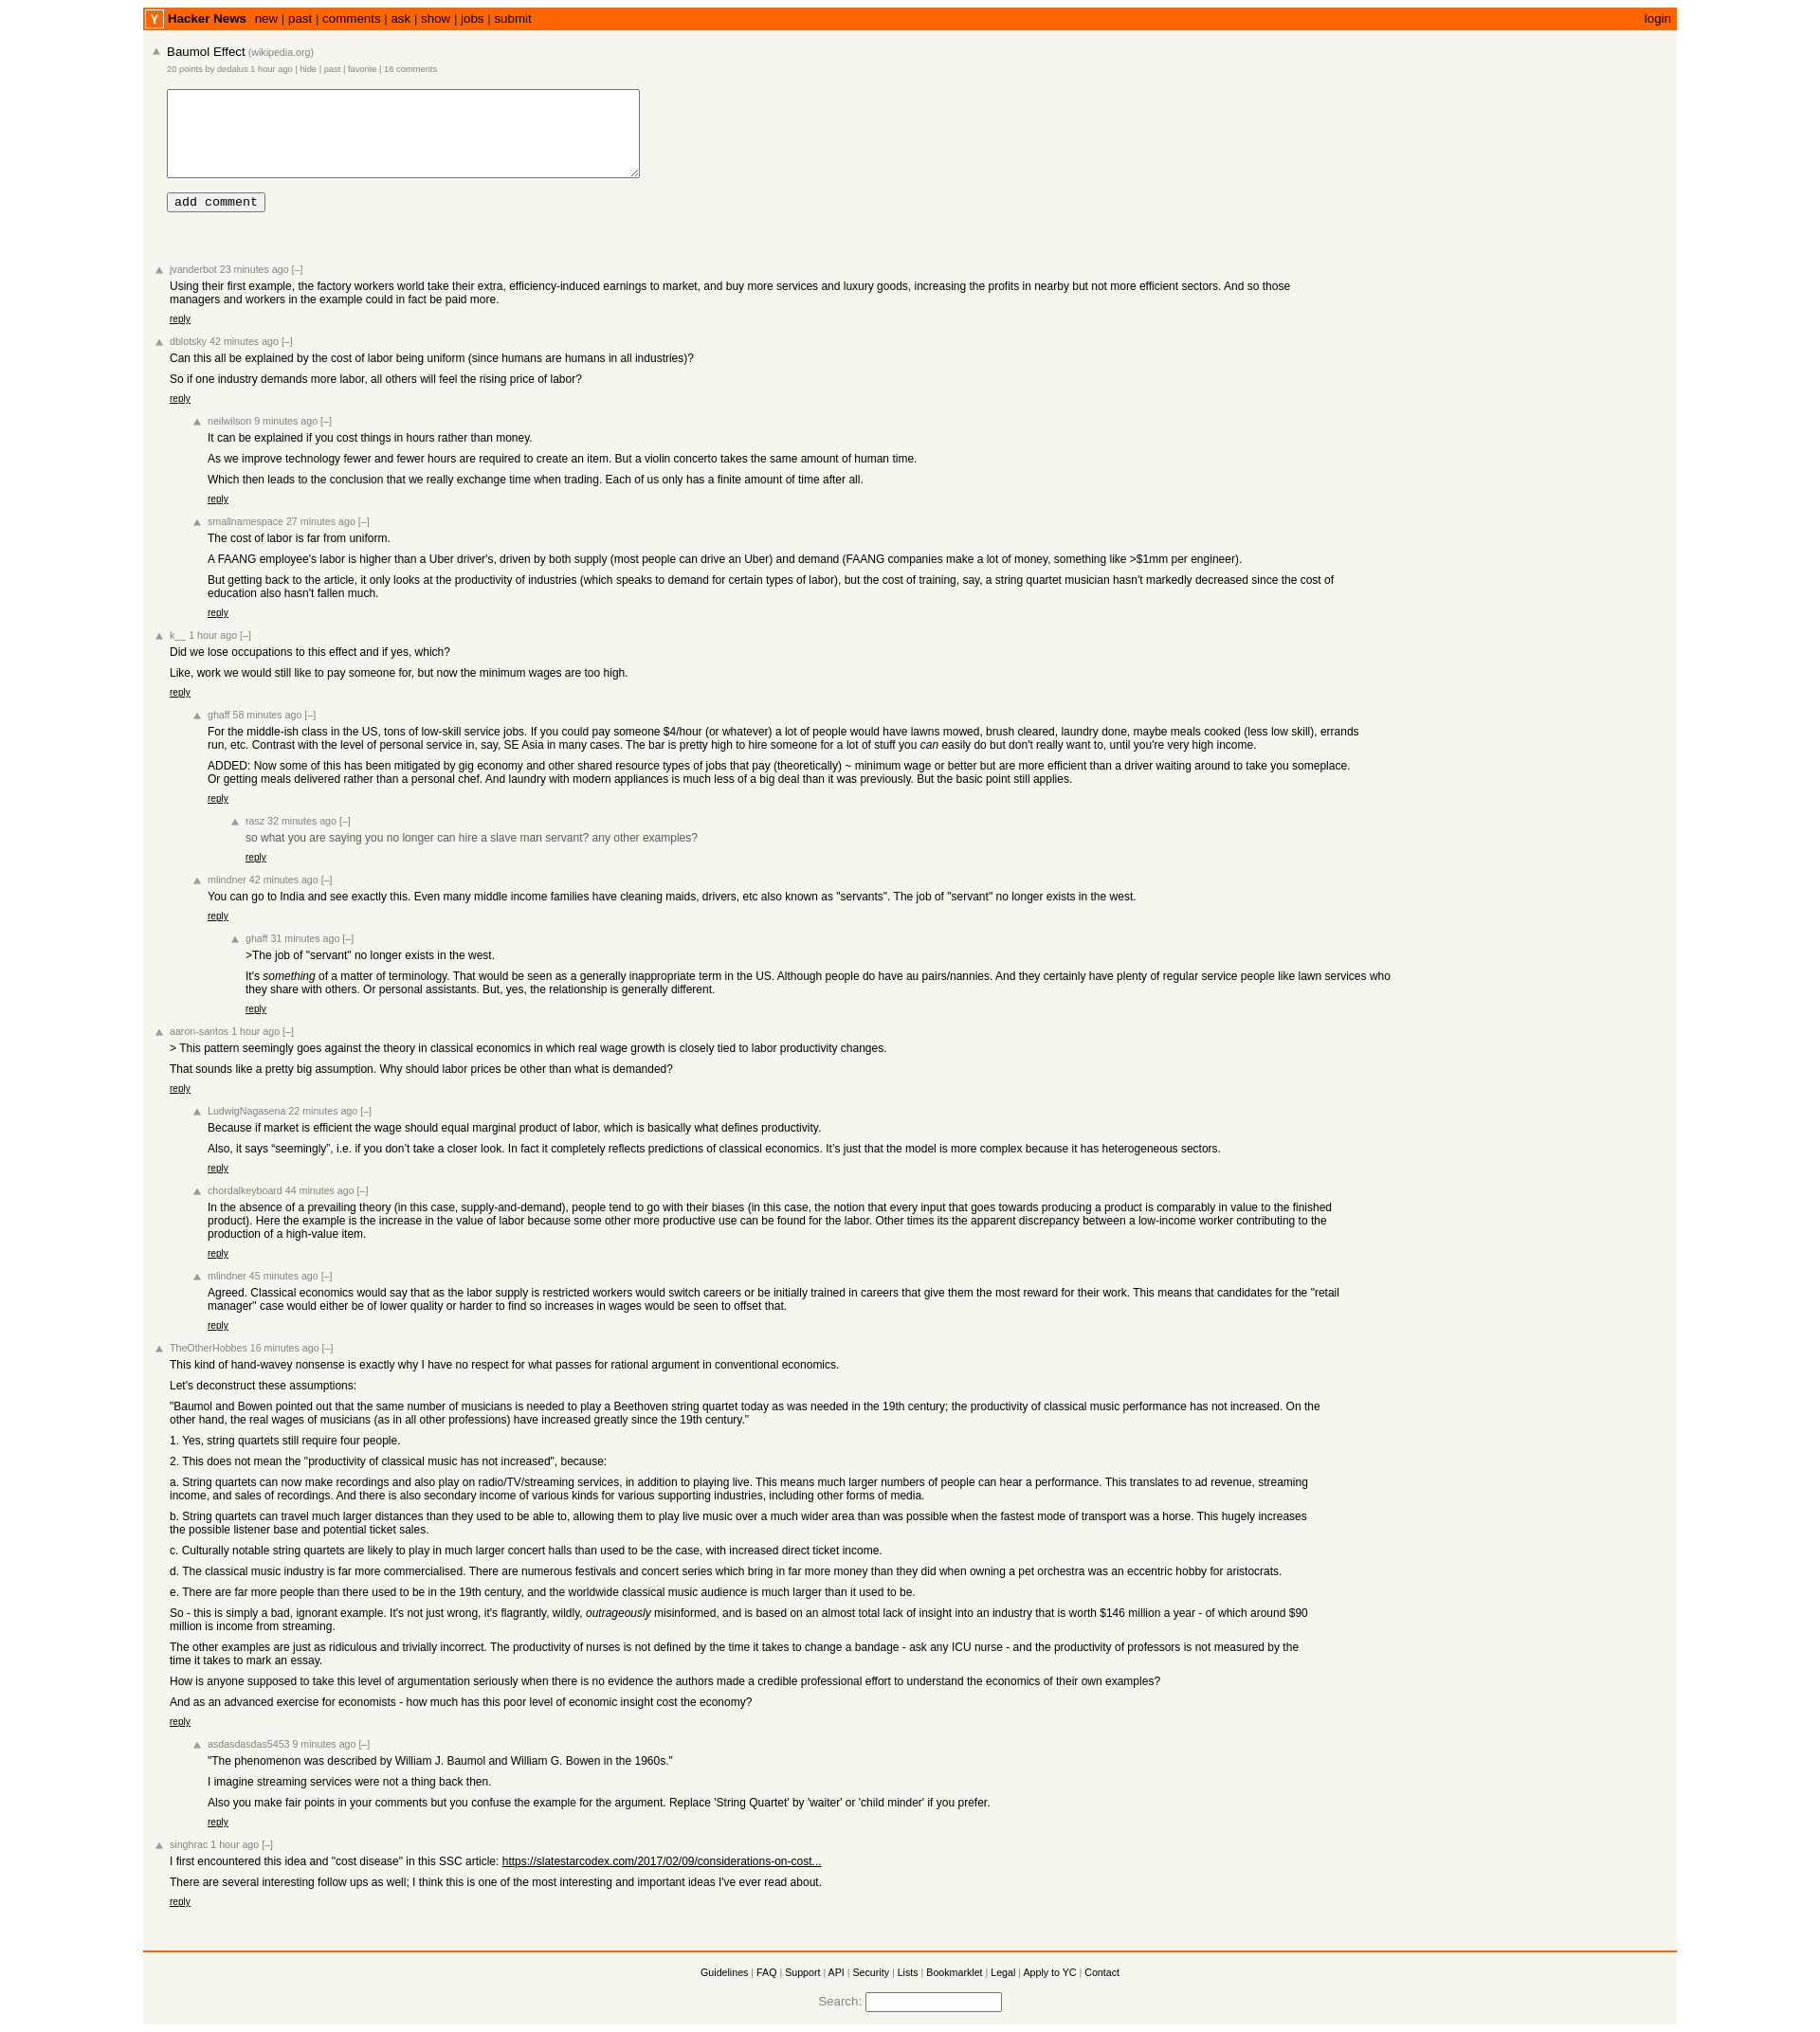 Y Hacker News new | past | comments | ask | show | jobs | submit login
Baumol Effect (wikipedia.org)
20 points by dedalus 1 hour ago | hide | past | favorite | 16 comments
add comment
jvanderbot 23 minutes ago [–]
Using their first example, the factory workers world take their extra, efficiency-induced earnings to market, and buy more services and luxury goods, increasing the profits in nearby but not more efficient sectors. And so those
managers and workers in the example could in fact be paid more.
reply
dblotsky 42 minutes ago [–]
Can this all be explained by the cost of labor being uniform (since humans are humans in all industries)?
So if one industry demands more labor, all others will feel the rising price of labor?
reply
neilwilson 9 minutes ago [–]
It can be explained if you cost things in hours rather than money.
As we improve technology fewer and fewer hours are required to create an item. But a violin concerto takes the same amount of human time.
Which then leads to the conclusion that we really exchange time when trading. Each of us only has a finite amount of time after all.
reply
smallnamespace 27 minutes ago [–]
The cost of labor is far from uniform.
A FAANG employee's labor is higher than a Uber driver's, driven by both supply (most people can drive an Uber) and demand (FAANG companies make a lot of money, something like >$1mm per engineer).
But getting back to the article, it only looks at the productivity of industries (which speaks to demand for certain types of labor), but the cost of training, say, a string quartet musician hasn't markedly decreased since the cost of
education also hasn't fallen much.
reply
k__ 1 hour ago [–]
Did we lose occupations to this effect and if yes, which?
Like, work we would still like to pay someone for, but now the minimum wages are too high.
reply
ghaff 58 minutes ago [–]
For the middle-ish class in the US, tons of low-skill service jobs. If you could pay someone $4/hour (or whatever) a lot of people would have lawns mowed, brush cleared, laundry done, maybe meals cooked (less low skill), errands
run, etc. Contrast with the level of personal service in, say, SE Asia in many cases. The bar is pretty high to hire someone for a lot of stuff you can easily do but don't really want to, until you're very high income.
ADDED: Now some of this has been mitigated by gig economy and other shared resource types of jobs that pay (theoretically) ~ minimum wage or better but are more efficient than a driver waiting around to take you someplace.
Or getting meals delivered rather than a personal chef. And laundry with modern appliances is much less of a big deal than it was previously. But the basic point still applies.
reply
rasz 32 minutes ago [–]
so what you are saying you no longer can hire a slave man servant? any other examples?
reply
mlindner 42 minutes ago [–]
You can go to India and see exactly this. Even many middle income families have cleaning maids, drivers, etc also known as "servants". The job of "servant" no longer exists in the west.
reply
ghaff 31 minutes ago [–]
>The job of "servant" no longer exists in the west.
It's something of a matter of terminology. That would be seen as a generally inappropriate term in the US. Although people do have au pairs/nannies. And they certainly have plenty of regular service people like lawn services who
they share with others. Or personal assistants. But, yes, the relationship is generally different.
reply
aaron-santos 1 hour ago [–]
> This pattern seemingly goes against the theory in classical economics in which real wage growth is closely tied to labor productivity changes.
That sounds like a pretty big assumption. Why should labor prices be other than what is demanded?
reply
LudwigNagasena 22 minutes ago [–]
Because if market is efficient the wage should equal marginal product of labor, which is basically what defines productivity.
Also, it says “seemingly”, i.e. if you don’t take a closer look. In fact it completely reflects predictions of classical economics. It’s just that the model is more complex because it has heterogeneous sectors.
reply
chordalkeyboard 44 minutes ago [–]
In the absence of a prevailing theory (in this case, supply-and-demand), people tend to go with their biases (in this case, the notion that every input that goes towards producing a product is comparably in value to the finished
product). Here the example is the increase in the value of labor because some other more productive use can be found for the labor. Other times its the apparent discrepancy between a low-income worker contributing to the
production of a high-value item.
reply
mlindner 45 minutes ago [–]
Agreed. Classical economics would say that as the labor supply is restricted workers would switch careers or be initially trained in careers that give them the most reward for their work. This means that candidates for the "retail
manager" case would either be of lower quality or harder to find so increases in wages would be seen to offset that.
reply
TheOtherHobbes 16 minutes ago [–]
This kind of hand-wavey nonsense is exactly why I have no respect for what passes for rational argument in conventional economics.
Let's deconstruct these assumptions:
"Baumol and Bowen pointed out that the same number of musicians is needed to play a Beethoven string quartet today as was needed in the 19th century; the productivity of classical music performance has not increased. On the
other hand, the real wages of musicians (as in all other professions) have increased greatly since the 19th century."
1. Yes, string quartets still require four people.
2. This does not mean the "productivity of classical music has not increased", because:
a. String quartets can now make recordings and also play on radio/TV/streaming services, in addition to playing live. This means much larger numbers of people can hear a performance. This translates to ad revenue, streaming
income, and sales of recordings. And there is also secondary income of various kinds for various supporting industries, including other forms of media.
b. String quartets can travel much larger distances than they used to be able to, allowing them to play live music over a much wider area than was possible when the fastest mode of transport was a horse. This hugely increases
the possible listener base and potential ticket sales.
c. Culturally notable string quartets are likely to play in much larger concert halls than used to be the case, with increased direct ticket income.
d. The classical music industry is far more commercialised. There are numerous festivals and concert series which bring in far more money than they did when owning a pet orchestra was an eccentric hobby for aristocrats.
e. There are far more people than there used to be in the 19th century, and the worldwide classical music audience is much larger than it used to be.
So - this is simply a bad, ignorant example. It's not just wrong, it's flagrantly, wildly, outrageously misinformed, and is based on an almost total lack of insight into an industry that is worth $146 million a year - of which around $90
million is income from streaming.
The other examples are just as ridiculous and trivially incorrect. The productivity of nurses is not defined by the time it takes to change a bandage - ask any ICU nurse - and the productivity of professors is not measured by the
time it takes to mark an essay.
How is anyone supposed to take this level of argumentation seriously when there is no evidence the authors made a credible professional effort to understand the economics of their own examples?
And as an advanced exercise for economists - how much has this poor level of economic insight cost the economy?
reply
asdasdasdas5453 9 minutes ago [–]
"The phenomenon was described by William J. Baumol and William G. Bowen in the 1960s."
I imagine streaming services were not a thing back then.
Also you make fair points in your comments but you confuse the example for the argument. Replace 'String Quartet' by 'waiter' or 'child minder' if you prefer.
reply
singhrac 1 hour ago [–]
I first encountered this idea and "cost disease" in this SSC article: https://slatestarcodex.com/2017/02/09/considerations-on-cost...
There are several interesting follow ups as well; I think this is one of the most interesting and important ideas I've ever read about.
reply
Guidelines | FAQ | Support | API | Security | Lists | Bookmarklet | Legal | Apply to YC | Contact
Search: